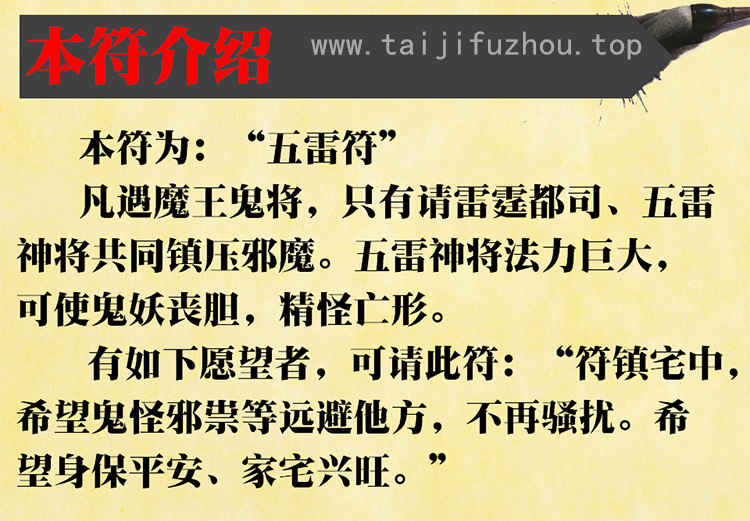 本符介绍
www.taijifuzhou.top
本符为：“五雷符”
凡遇魔王鬼将，只有请雷霆都司、五雷
神将共同镇压邪魔。五雷神将法力巨大，
可使鬼妖丧胆，精怪亡形。
有如下愿望者，可请此符：“符镇宅中，
希望鬼怪邪祟等远避他方，不再骚扰。希
望身保平安、家宅兴旺。”